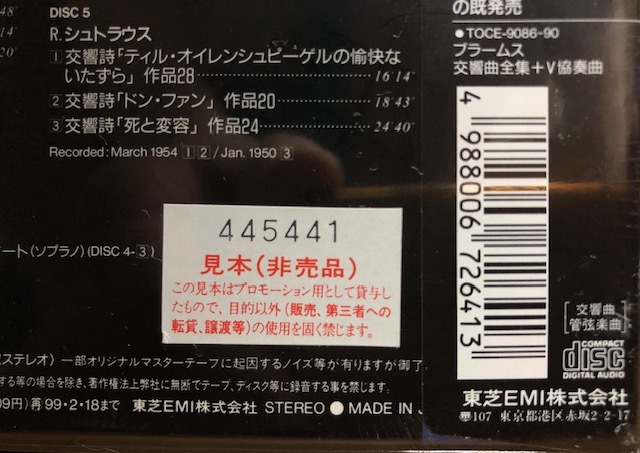 48"
14"
20"
DISC 5
R.シュトラウス
1 交響詩「ティル・オイレンシュピーゲルの愉快な
いたずら」作品28 16'14"
2 交響詩「ドン・ファン」作品20 18'43"
3 交響詩「死と変容」作品24 24'40"
Recorded: March 1954 1 2 / Jan. 1950 3
ート(ソプラノ)(DISC 4-3)
445441
見本(非売品)
この見本はプロモーション用として貸与し
たもので、目的以外(販売、第三者への
転貸、譲渡等)の使用を固く禁じます。
ステレオ) 一部オリジナルマスターテープに起因するノイズ等が有りますが御了
する等の場合を除き、著作権法上弊社に無断でテープ、ディスク等に録音する事を禁じます。
09円)再99・2・18まで 東芝EMI株式会社 STEREO ● MADE IN J
の既発売
●TOCE-9086-90
ブラームス
交響曲全集+V協奏曲
4 988006 726413
交響曲
管弦楽曲
COMPACT
disc
DIGITAL AUDIO
東芝EMI株式会社
〒107 東京都港区赤坂2-2-17